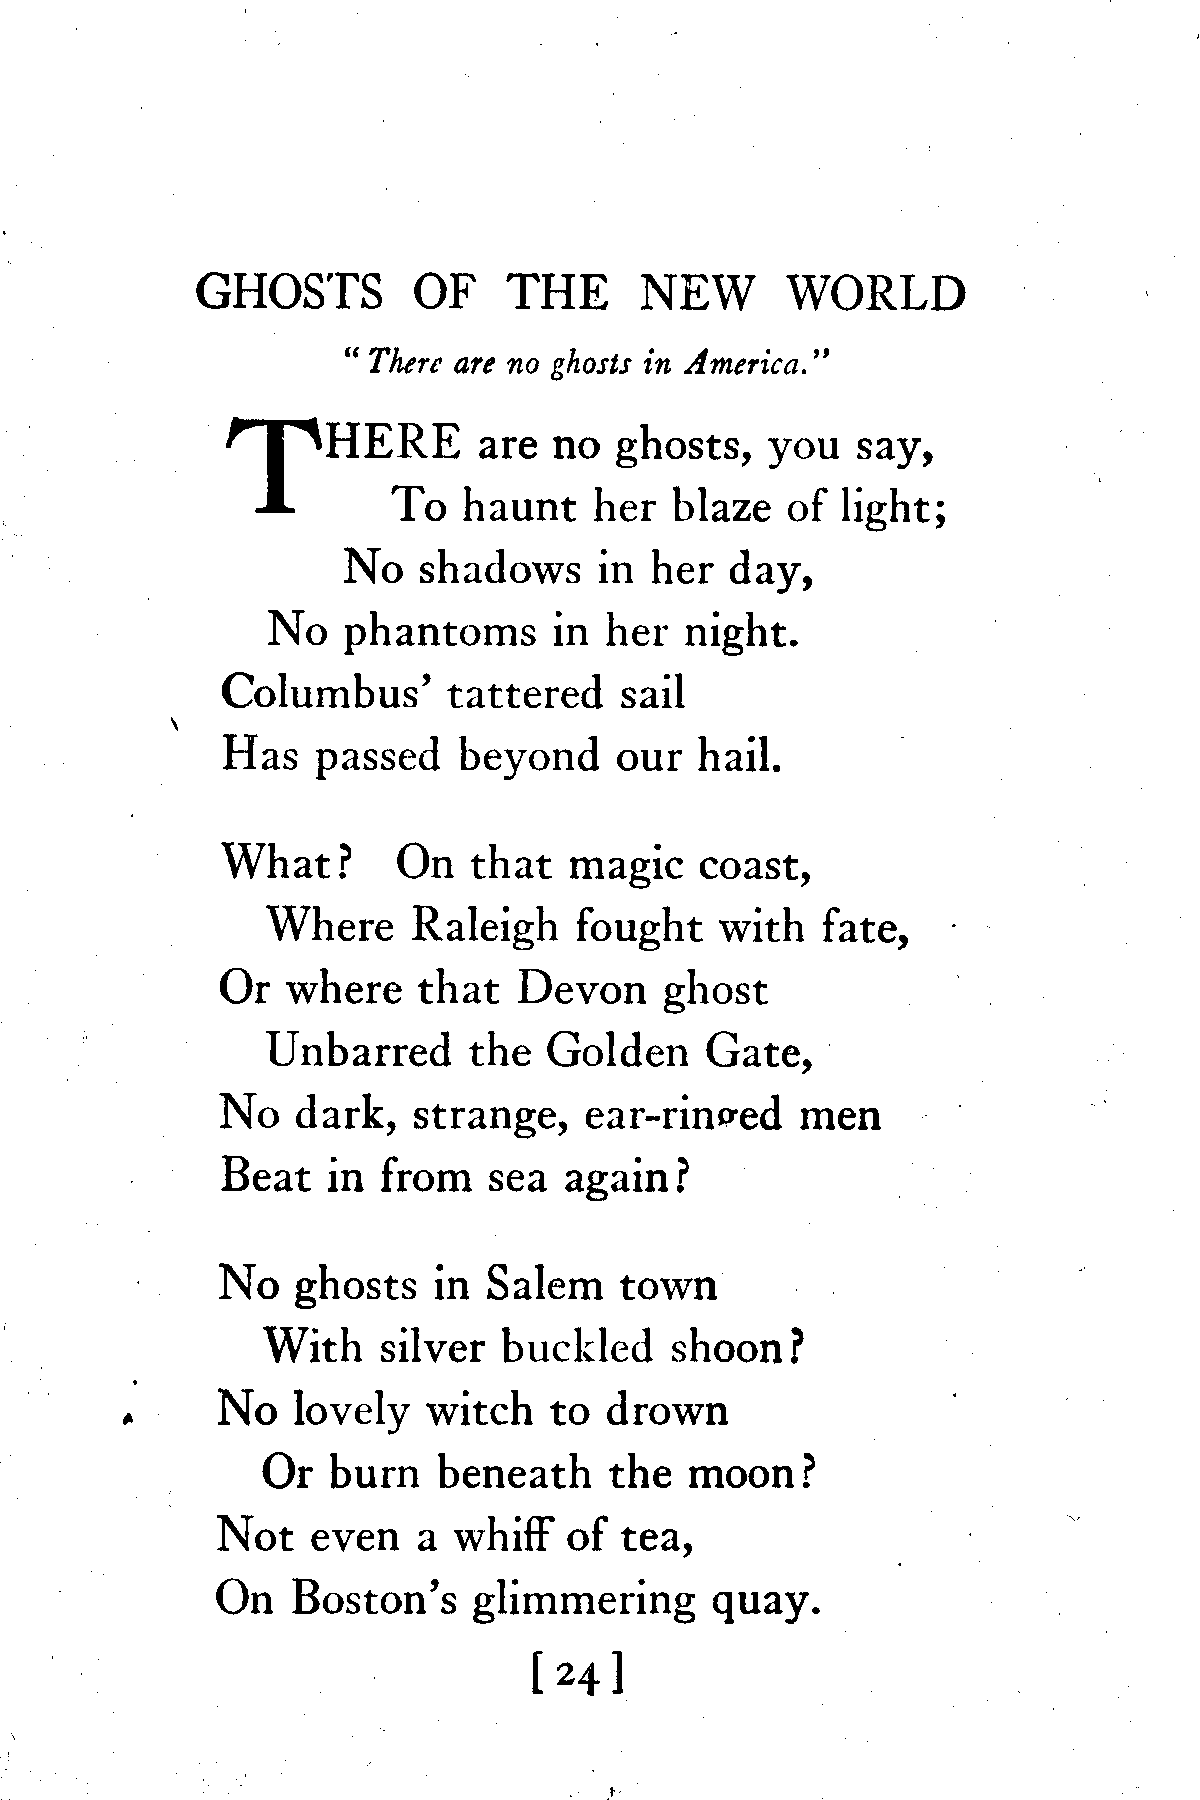 GHOSTS OF THE NEW WORLD
"There are no ghosts in America."
THERE are no ghosts, you say,
To haunt her blaze of light;
No shadows in her day,
No phantoms in her night.
Columbus' tattered sail
Has passed beyond our hail.
What? On that magic coast,
Where Raleigh fought with fate,
Or where that Devon ghost
Unbarred the Golden Gate,
No dark, strange, ear-ringed men
Beat in from sea again?
No ghosts in Salem town
With silver buckled shoon?
No lovely witch to drown
Or burn beneath the moon?
Not even a whiff of tea,
On Boston's glimmering quay.
[24]